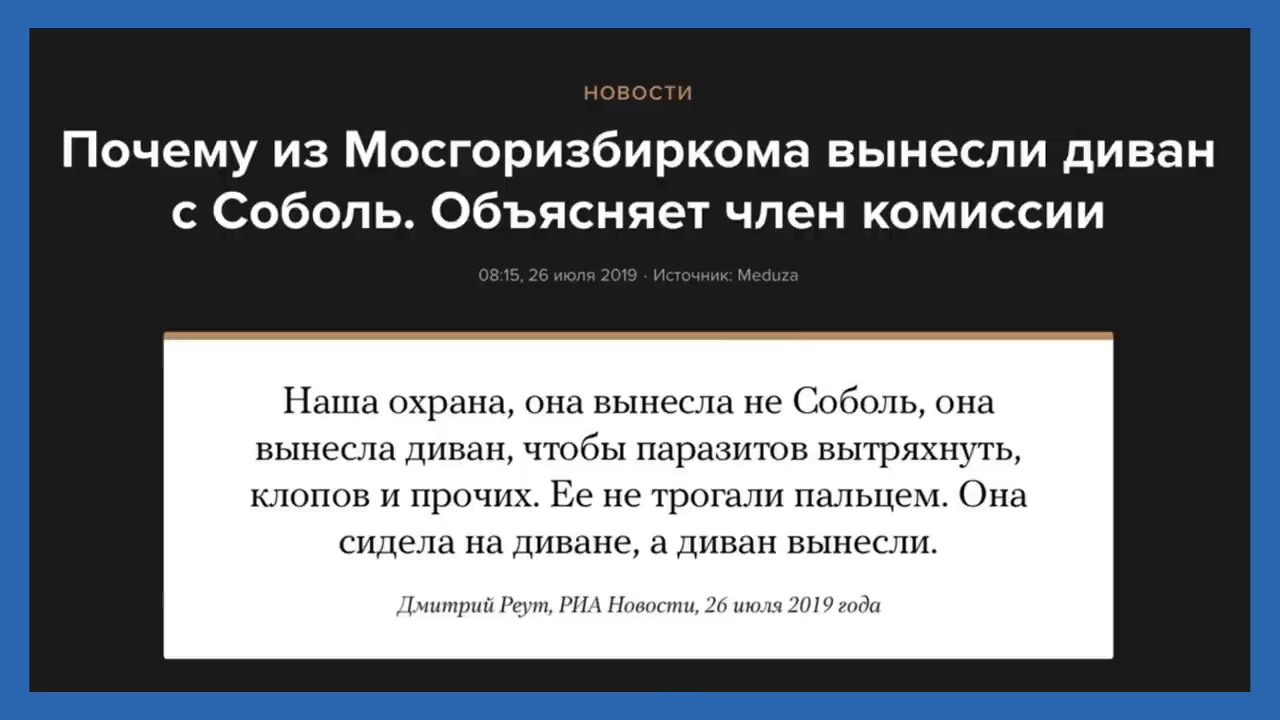 НОВОСТИ
Почему из Мосгоризбиркома вынесли диван
с Соболь. Объясняет член комиссии
08:15, 26 июля 2019 · Источник: Meduza
Наша охрана, она вынесла не Соболь, она
вынесла диван, чтобы паразитов вытряхнуть,
клопов и прочих. Ее не трогали пальцем. Она
сидела на диване, а диван вынесли.
Дмитрий Реут, РИА Новости, 26 июля 2019 года